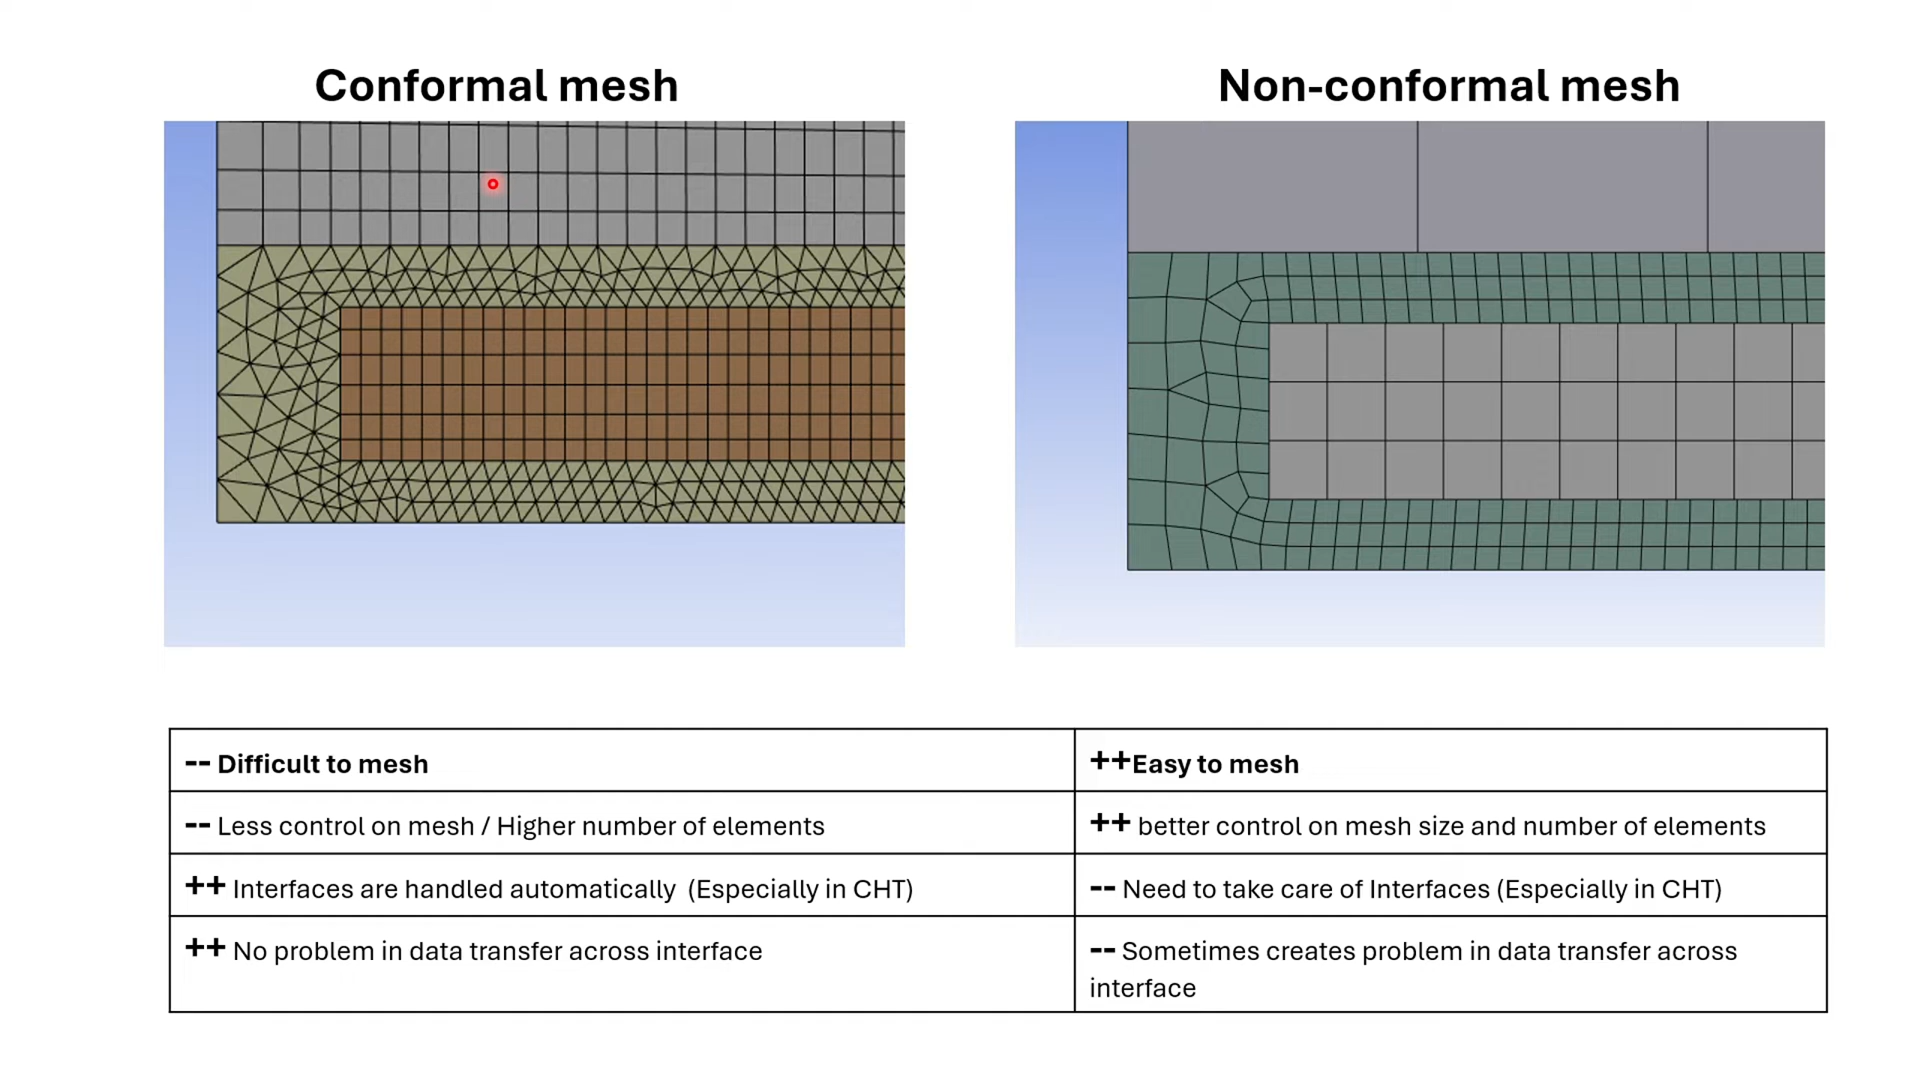 Conformal mesh
Non-conformal mesh
-- Difficult to mesh
++Easy to mesh
-- Less control on mesh / Higher number of elements
++ better control on mesh size and number of elements
++ Interfaces are handled automatically (Especially in CHT)
-- Need to take care of Interfaces (Especially in CHT)
++ No problem in data transfer across interface
-- Sometimes creates problem in data transfer across
interface